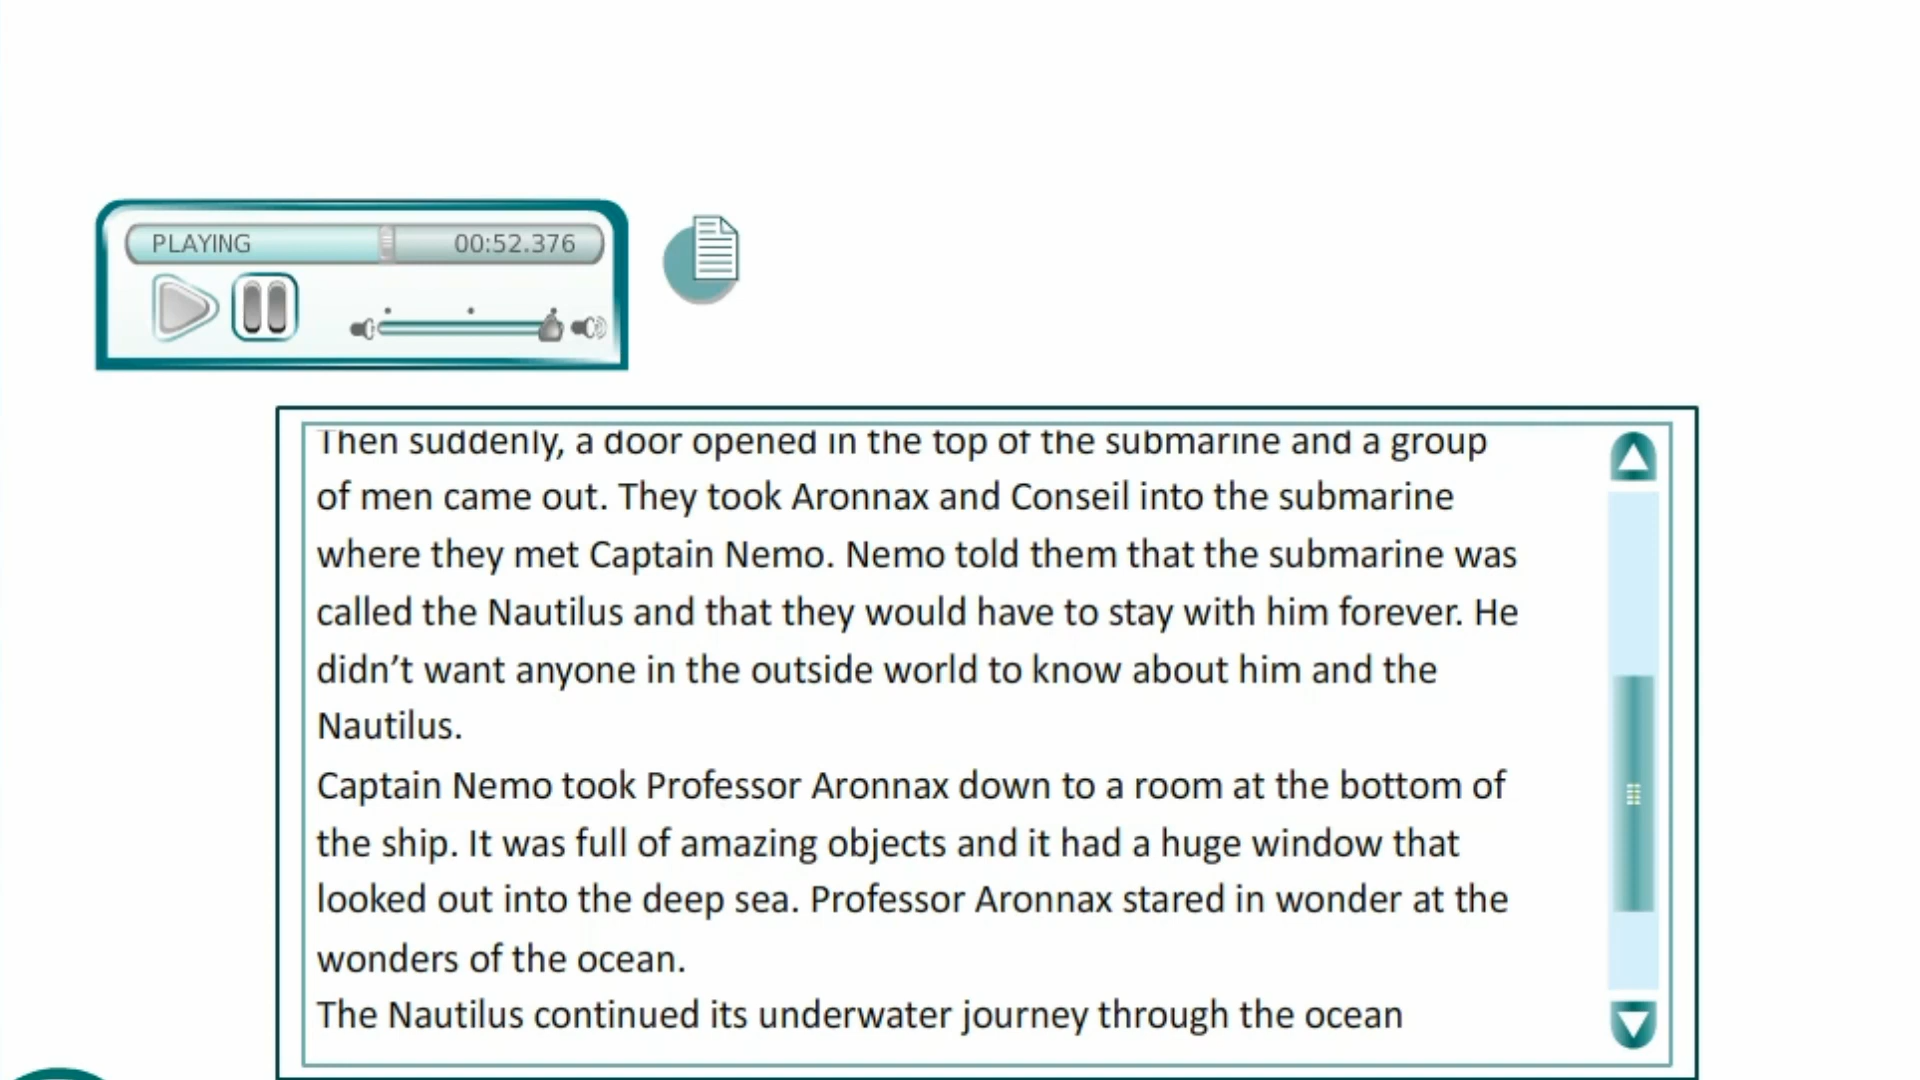 PLAYING 00:52.376
Then suddenly, a door opened in the top of the submarine and a group
of men came out. They took Aronnax and Conseil into the submarine
where they met Captain Nemo. Nemo told them that the submarine was
called the Nautilus and that they would have to stay with him forever. He
didn’t want anyone in the outside world to know about him and the
Nautilus.
Captain Nemo took Professor Aronnax down to a room at the bottom of
the ship. It was full of amazing objects and it had a huge window that
looked out into the deep sea. Professor Aronnax stared in wonder at the
wonders of the ocean.
The Nautilus continued its underwater journey through the ocean